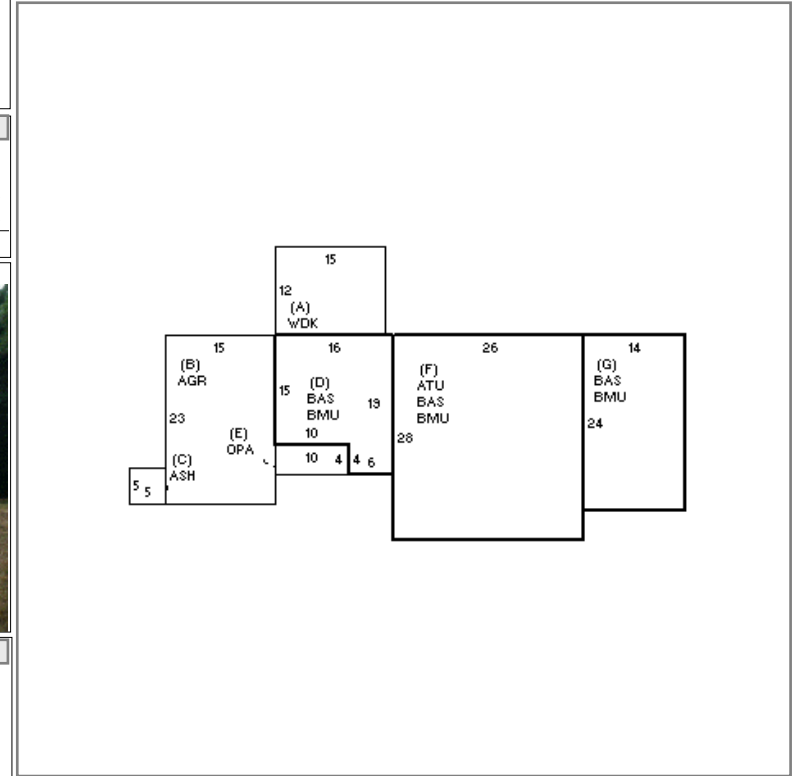 15
12
(A)
WDK
15
(B)
AGR
23
(C)
ASH
5
5
(E)
OPA
16
15
(D)
BAS
BMU
19
10
10
4
4
6
26
(F)
ATU
BAS
BMU
28
14
(G)
BAS
BMU
24